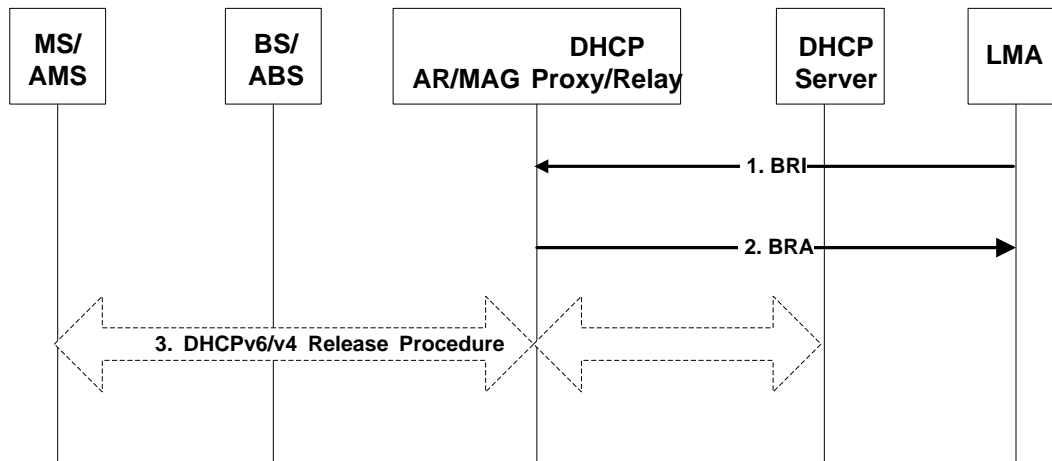 MS/
AMS
BS/
ABS
DHCP
AR/MAG Proxy/Relay
DHCP
Server
LMA
1. BRI
2. BRA
3. DHCPv6/v4 Release Procedure